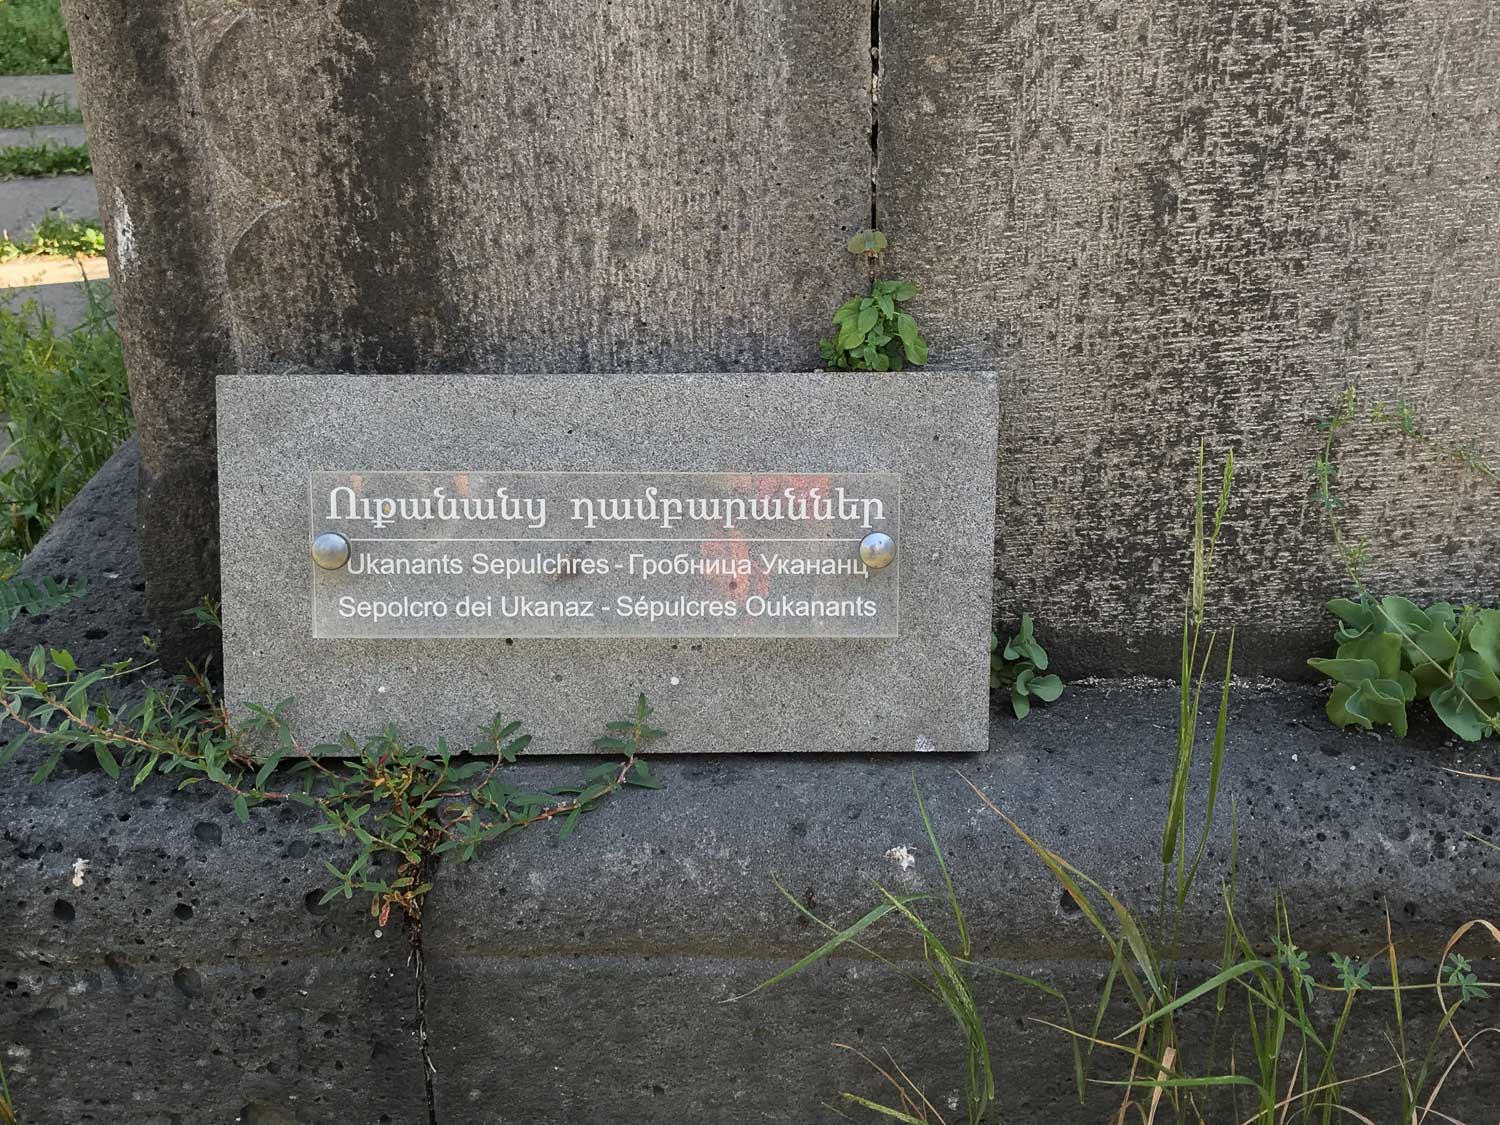 Ուքանանց դամբարաններ
Ukanants Sepulchres - Гробница Укананц
Sepolcro dei Ukanaz - Sépulcres Oukanants